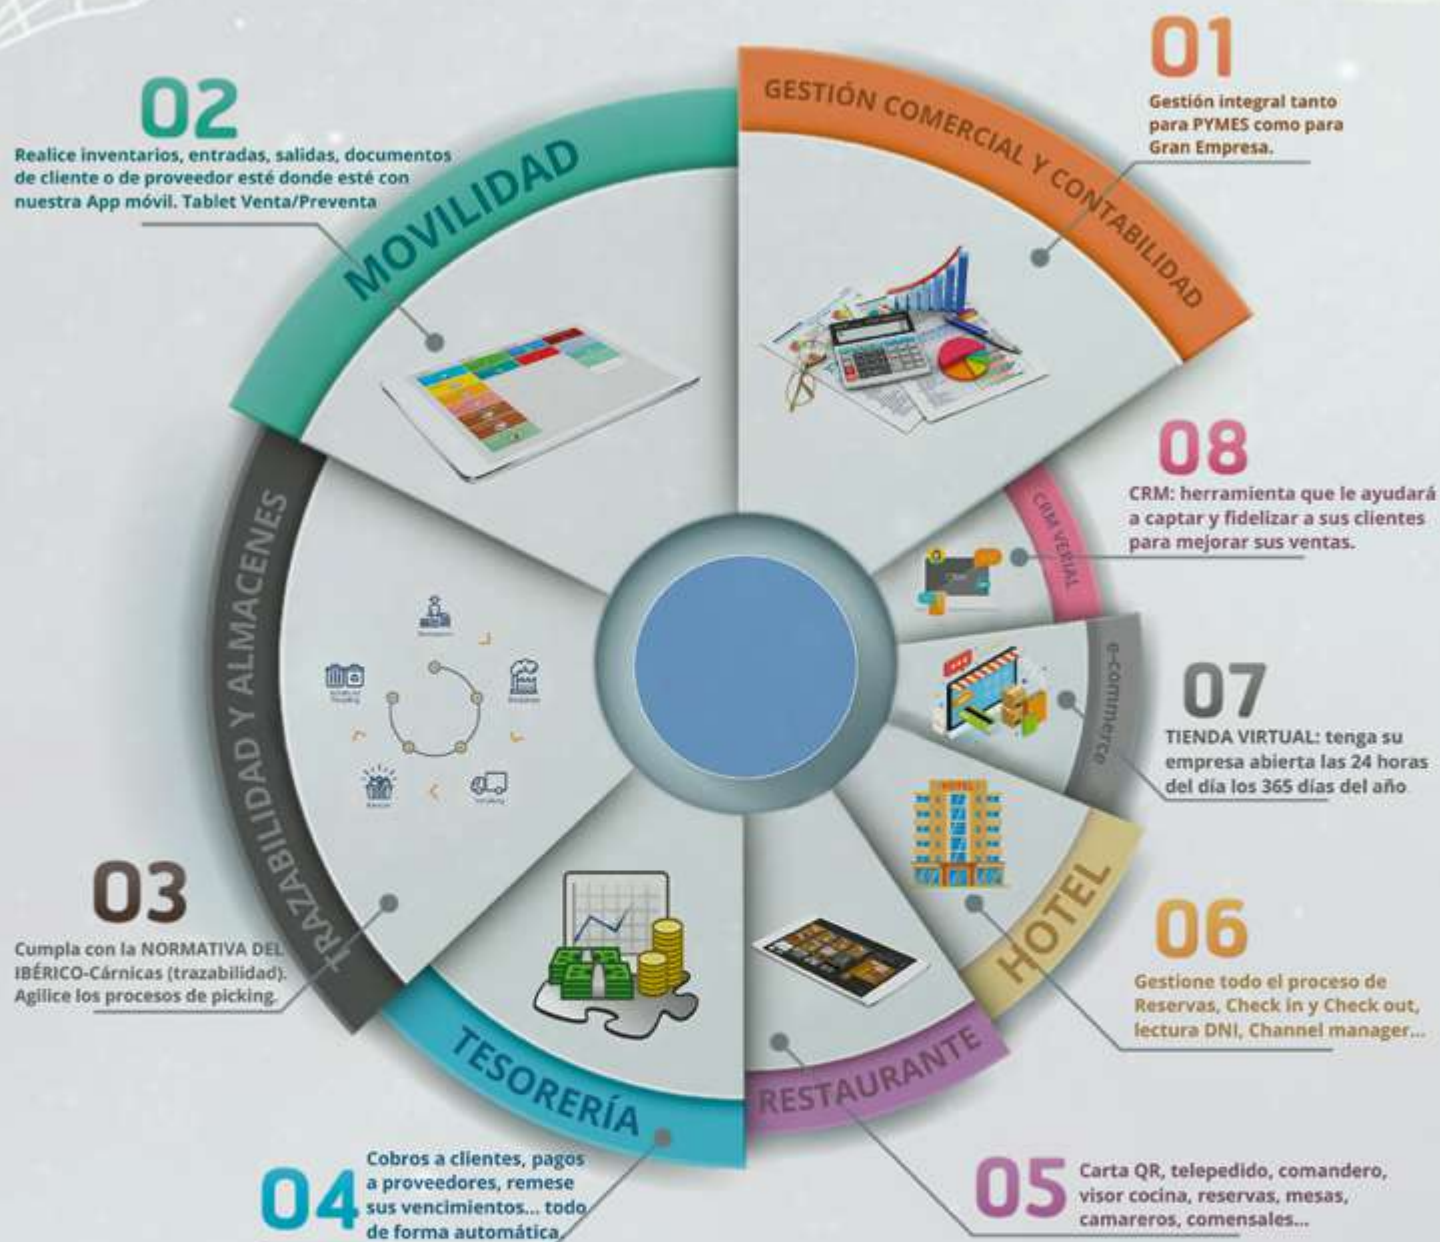 01
Gestión integral tanto
para PYMES como para
Gran Empresa.
GESTIÓN COMERCIAL Y CONTABILIDAD
02
Realice inventarios, entradas, salidas, documentos
de cliente o de proveedor esté donde esté con
nuestra App móvil. Tablet Venta/Preventa
MOVILIDAD
03
Cumpla con la NORMATIVA DEL
IBÉRICO-Cárnicas (trazabilidad).
Agilice los procesos de picking.
TRAZABILIDAD Y ALMACENES
04
Cobros a clientes, pagos
a proveedores, remese
sus vencimientos... todo
de forma automática.
TESORERÍA
05
Carta QR, telepedido, comandero,
visor cocina, reservas, mesas,
camareros, comensales...
RESTAURANTE
06
Gestione todo el proceso de
Reservas, Check in y Check out,
lectura DNI, Channel manager...
HOTEL
HOTEL
07
TIENDA VIRTUAL: tenga su
empresa abierta las 24 horas
del día los 365 días del año
e-commerce
08
CRM: herramienta que le ayudará
a captar y fidelizar a sus clientes
para mejorar sus ventas.
CRM VERIAL